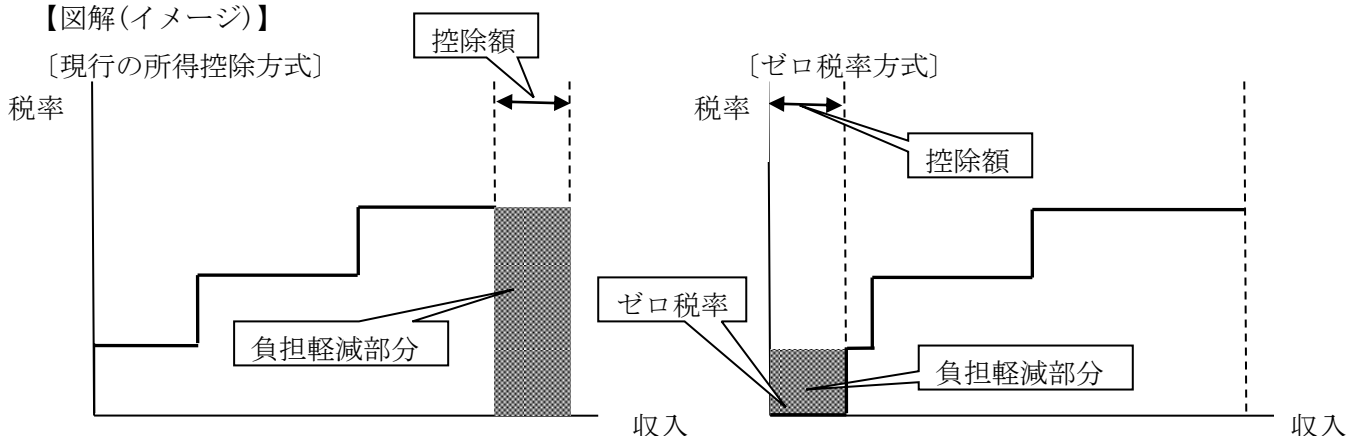 【図解(イメージ)】
〔現行の所得控除方式〕
控除額
税率
負担軽減部分
収入
〔ゼロ税率方式〕
税率
控除額
ゼロ税率
負担軽減部分
収入